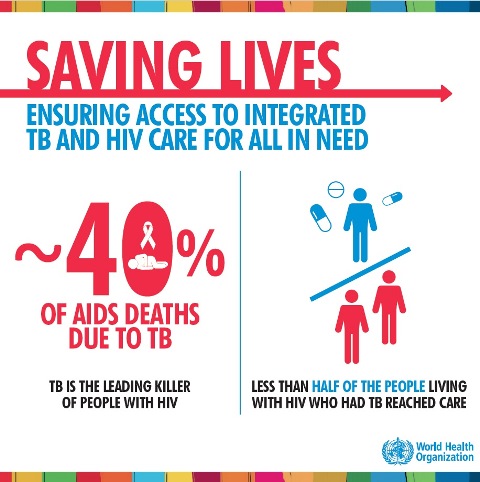 SAVING LIVES
ENSURING ACCESS TO INTEGRATED
TB AND HIV CARE FOR ALL IN NEED
~40%
OF AIDS DEATHS
DUE TO TB
TB IS THE LEADING KILLER
OF PEOPLE WITH HIV
LESS THAN HALF OF THE PEOPLE LIVING
WITH HIV WHO HAD TB REACHED CARE
World Health
Organization